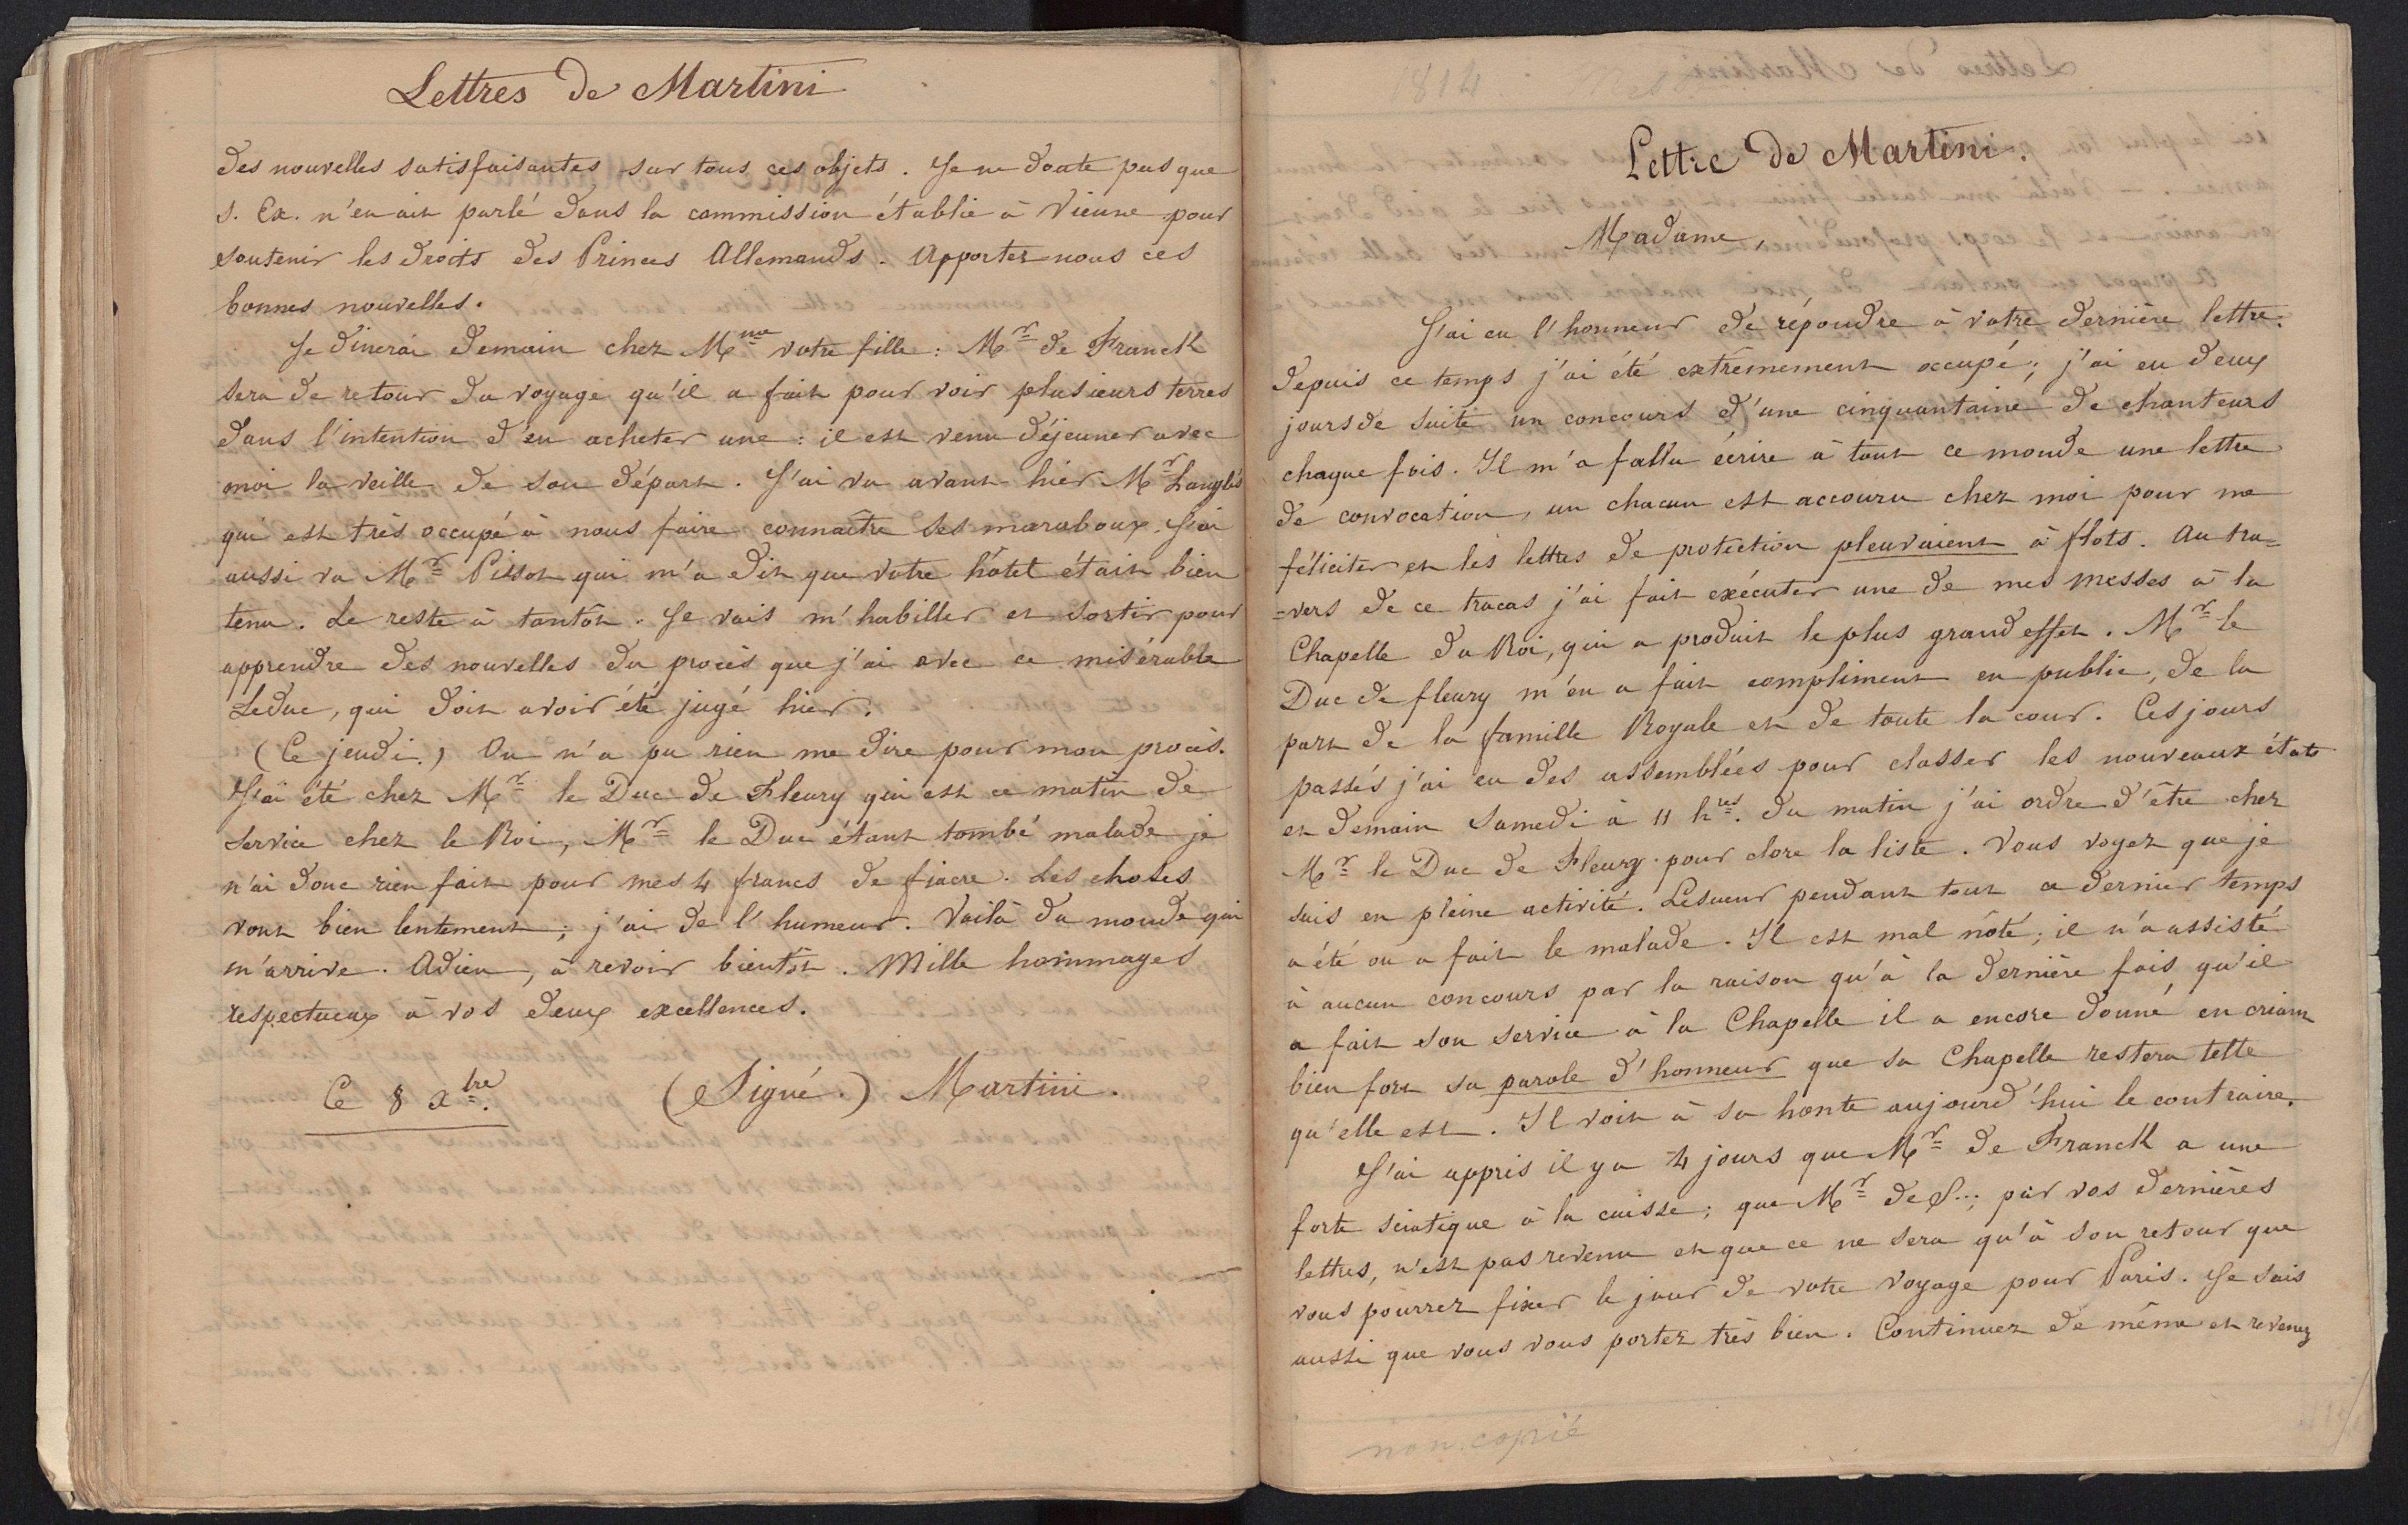 Lettres de Martini
des nouvelles satisfaisantes sur tous ces objets. Je ne doute pas que
S. Ex. n'en ait parlé dans la commission établie à Vienne pour
soutenir les droits des Princes Allemands. Apportez nous ces
bonnes nouvelles.
Je dinerai demain chez Mme votre fille: Mr de Franck
sera de retour du voyage qu'il a fait pour voir plusieurs terres
dans l'intention d'en acheter une: il est venu déjeuner avec
moi la veille de son départ. J'ai vu avant-hier Mr Langlés
qui est très occupé à nous faire connaître ses maraboux. J'ai
aussi vu Mr Pissot qui m'a dit que votre hôtel était bien
tenu. Le reste à tantôt. Je vais m'habiller et sortir pour
apprendre des nouvelles du procès que j'ai avec ce misérable
Leduc, qui doit avoir été jugé hier.
(Ce jeudi.) On n'a pu rien me dire pour mon procès.
J'ai été chez Mr le Duc de Fleury qui est ce matin de
service chez le Roi, Mr le Duc étant tombé malade je
n'ai donc rien fait pour mes 4 francs de fiacre. Les choses
vont bien lentement; j'ai de l'humeur. Voilà du monde qui
m'arrive. Adieu, à revoir bientôt. Mille hommages
respectueux à vos deux excellences.
Ce 8 Xbre. (Signé.) Martini.
1814 Messe
Lettre de Martini.
Madame,
J'ai eu l'honneur de répondre à votre dernière lettre:
depuis ce temps j'ai été extrêmement occupé; j'ai eu deux
jours de suite un concours d'une cinquantaine de chanteurs
chaque fois. Il m'a fallu écrire à tout ce monde une lettre
de convocation, un chacun est accouru chez moi pour me
féliciter et les lettres de protection pleuvaient à flots. Au tra=
=vers de ce tracas j'ai fait exécuter une de mes messes à la
Chapelle du Roi, qui a produit le plus grand effet. Mr le
Duc de fleury m'en a fait compliment en public, de la
part de la famille Royale et de toute la cour. Ces jours
passés j'ai eu des assemblées pour classer les nouveaux états
et demain samedi à 11 hres. du matin j'ai ordre d'être chez
Mr le Duc de Fleury pour clore la liste. Vous voyez que je
suis en pleine activité. Lesueur pendant tout ce dernier temps
a été ou a fait le malade. Il est mal noté; il n'a assisté
à aucun concours par la raison qu'à la dernière fois qu'il
a fait son service à la Chapelle il a encore donné en criant
bien fort sa parole d'honneur que sa Chapelle restera telle
qu'elle est. Il voit à sa honte aujourd'hui le contraire.
J'ai appris il y a 4 jours que Mr de Franck a une
forte sciatique à la cuisse; que Mr de S..; par vos dernières
lettres, n'est pas revenu et que ce ne sera qu'à son retour que
vous pourrez fixer le jour de votre voyage pour Paris. Je sais
aussi que vous vous portez très bien. Continuez de même et revenez
non copié